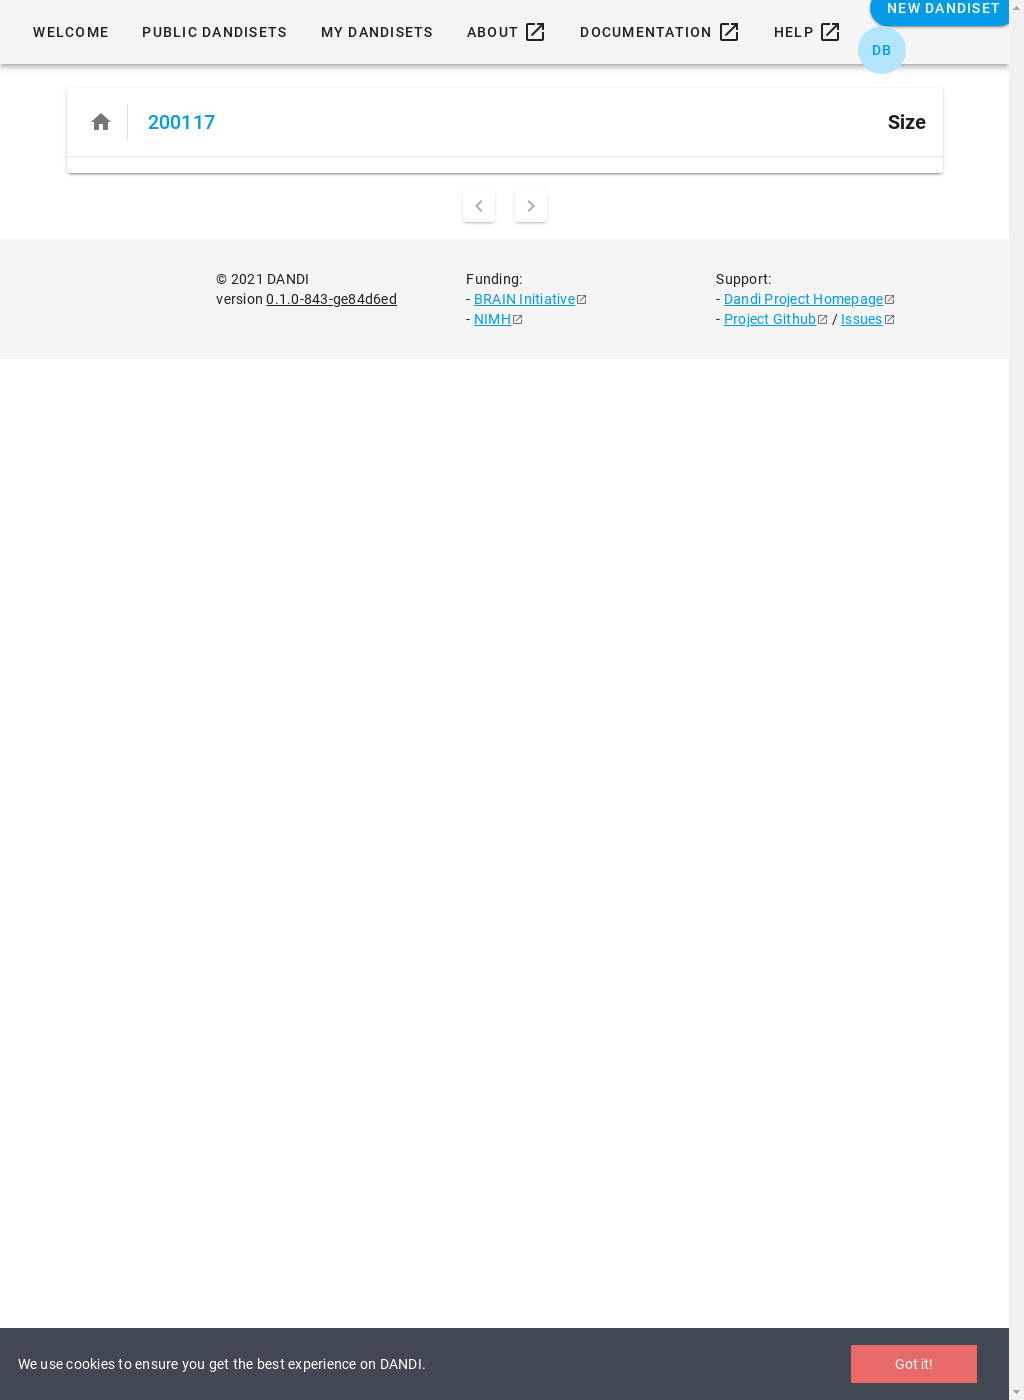 NEW DANDISET
WELCOME PUBLIC DANDISETS MY DANDISETS ABOUT DOCUMENTATION HELP
DB
200117 Size
© 2021 DANDI
version 0.1.0-843-ge84d6ed
Funding:
- BRAIN Initiative
- NIMH
Support:
- Dandi Project Homepage
- Project Github / Issues
We use cookies to ensure you get the best experience on DANDI.
Got it!